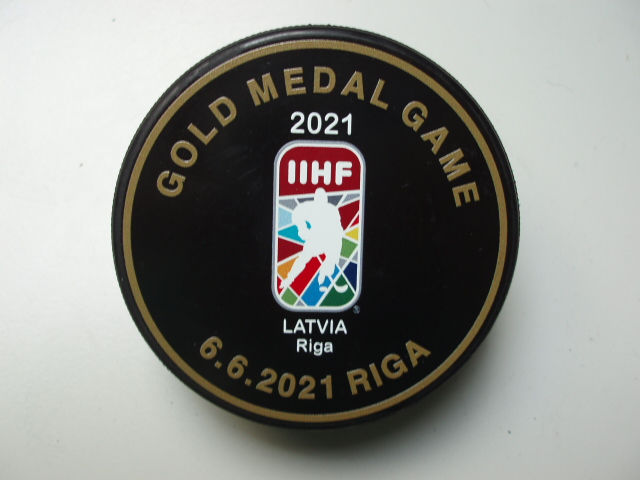 GOLD MEDAL GAME
2021
IIHF
®
LATVIA
Riga
6.6.2021 RIGA